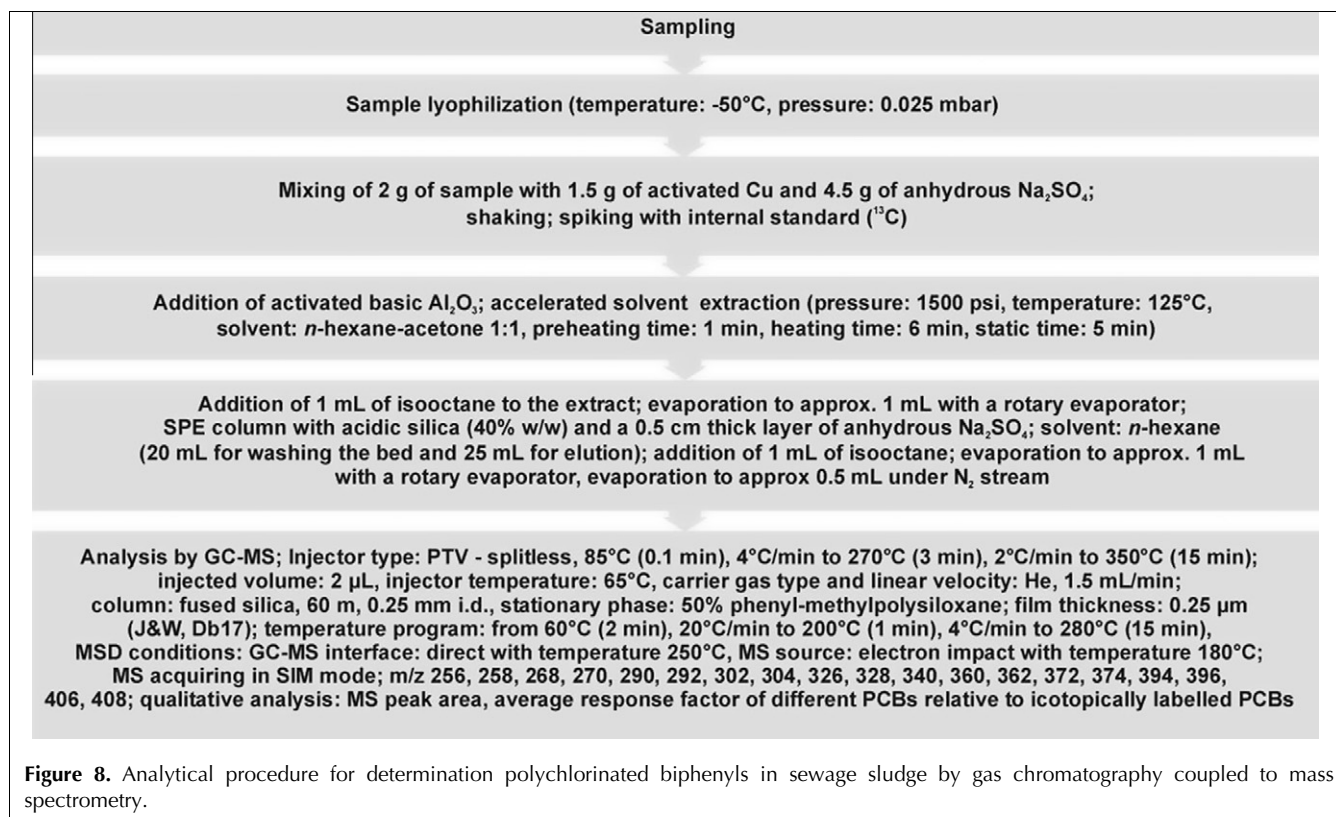 Sampling
Sample lyophilization (temperature: -50°C, pressure: 0.025 mbar)
Mixing of 2 g of sample with 1.5 g of activated Cu and 4.5 g of anhydrous Na₂SO₄;
shaking; spiking with internal standard (¹³C)
Addition of activated basic Al₂O₃; accelerated solvent extraction (pressure: 1500 psi, temperature: 125°C,
solvent: n-hexane-acetone 1:1, preheating time: 1 min, heating time: 6 min, static time: 5 min)
Addition of 1 mL of isooctane to the extract; evaporation to approx. 1 mL with a rotary evaporator;
SPE column with acidic silica (40% w/w) and a 0.5 cm thick layer of anhydrous Na₂SO₄; solvent: n-hexane
(20 mL for washing the bed and 25 mL for elution); addition of 1 mL of isooctane; evaporation to approx. 1 mL
with a rotary evaporator, evaporation to approx 0.5 mL under N₂ stream
Analysis by GC-MS; Injector type: PTV - splitless, 85°C (0.1 min), 4°C/min to 270°C (3 min), 2°C/min to 350°C (15 min);
injected volume: 2 µL, injector temperature: 65°C, carrier gas type and linear velocity: He, 1.5 mL/min;
column: fused silica, 60 m, 0.25 mm i.d., stationary phase: 50% phenyl-methylpolysiloxane; film thickness: 0.25 µm
(J&W, Db17); temperature program: from 60°C (2 min), 20°C/min to 200°C (1 min), 4°C/min to 280°C (15 min),
MSD conditions: GC-MS interface: direct with temperature 250°C, MS source: electron impact with temperature 180°C;
MS acquiring in SIM mode; m/z 256, 258, 268, 270, 290, 292, 302, 304, 326, 328, 340, 360, 362, 372, 374, 394, 396,
406, 408; qualitative analysis: MS peak area, average response factor of different PCBs relative to icotopically labelled PCBs
Figure 8. Analytical procedure for determination polychlorinated biphenyls in sewage sludge by gas chromatography coupled to mass
spectrometry.